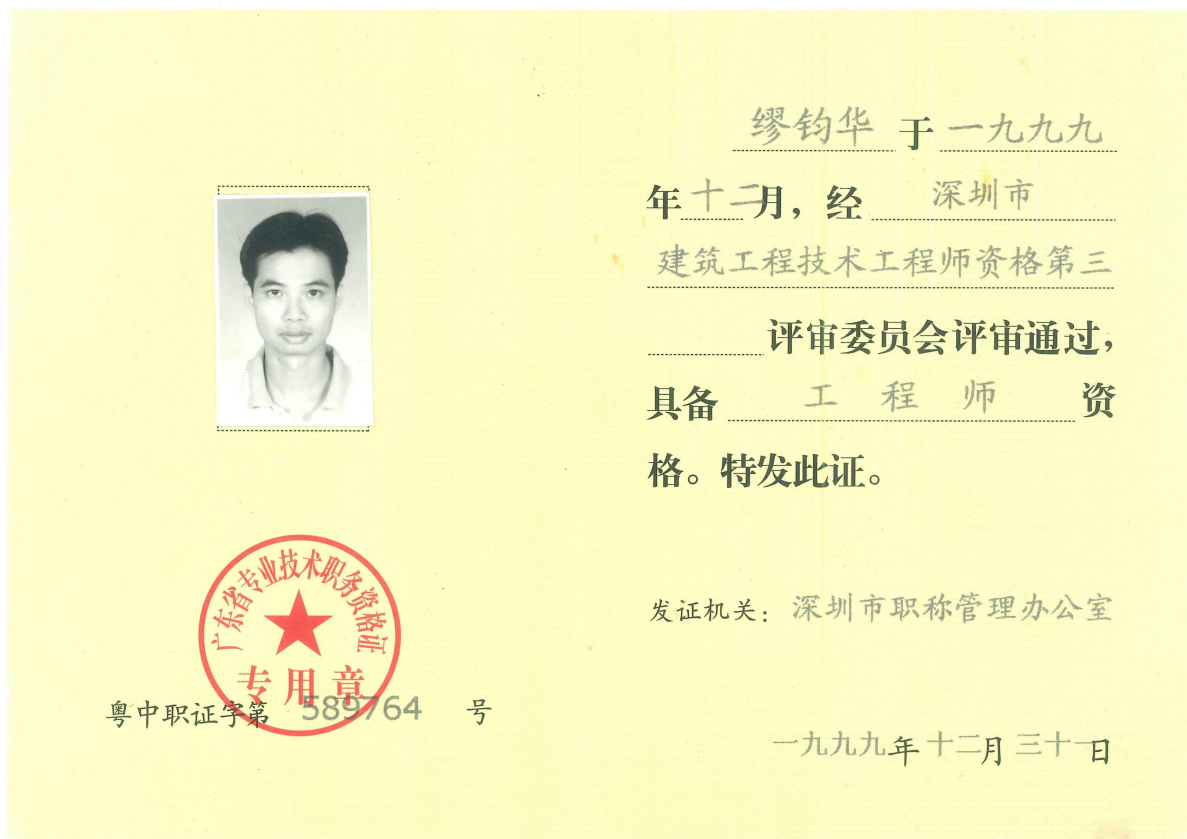 缪钧华 于 一九九九
年 十二 月，经 深圳市
建筑工程技术工程师资格第三
评审委员会评审通过，
具备 工程师 资
格。特发此证。
广东省专业技术职务资格证
专用章
粤中职证字第 589764 号
发证机关：深圳市职称管理办公室
一九九九年十二月三十一日